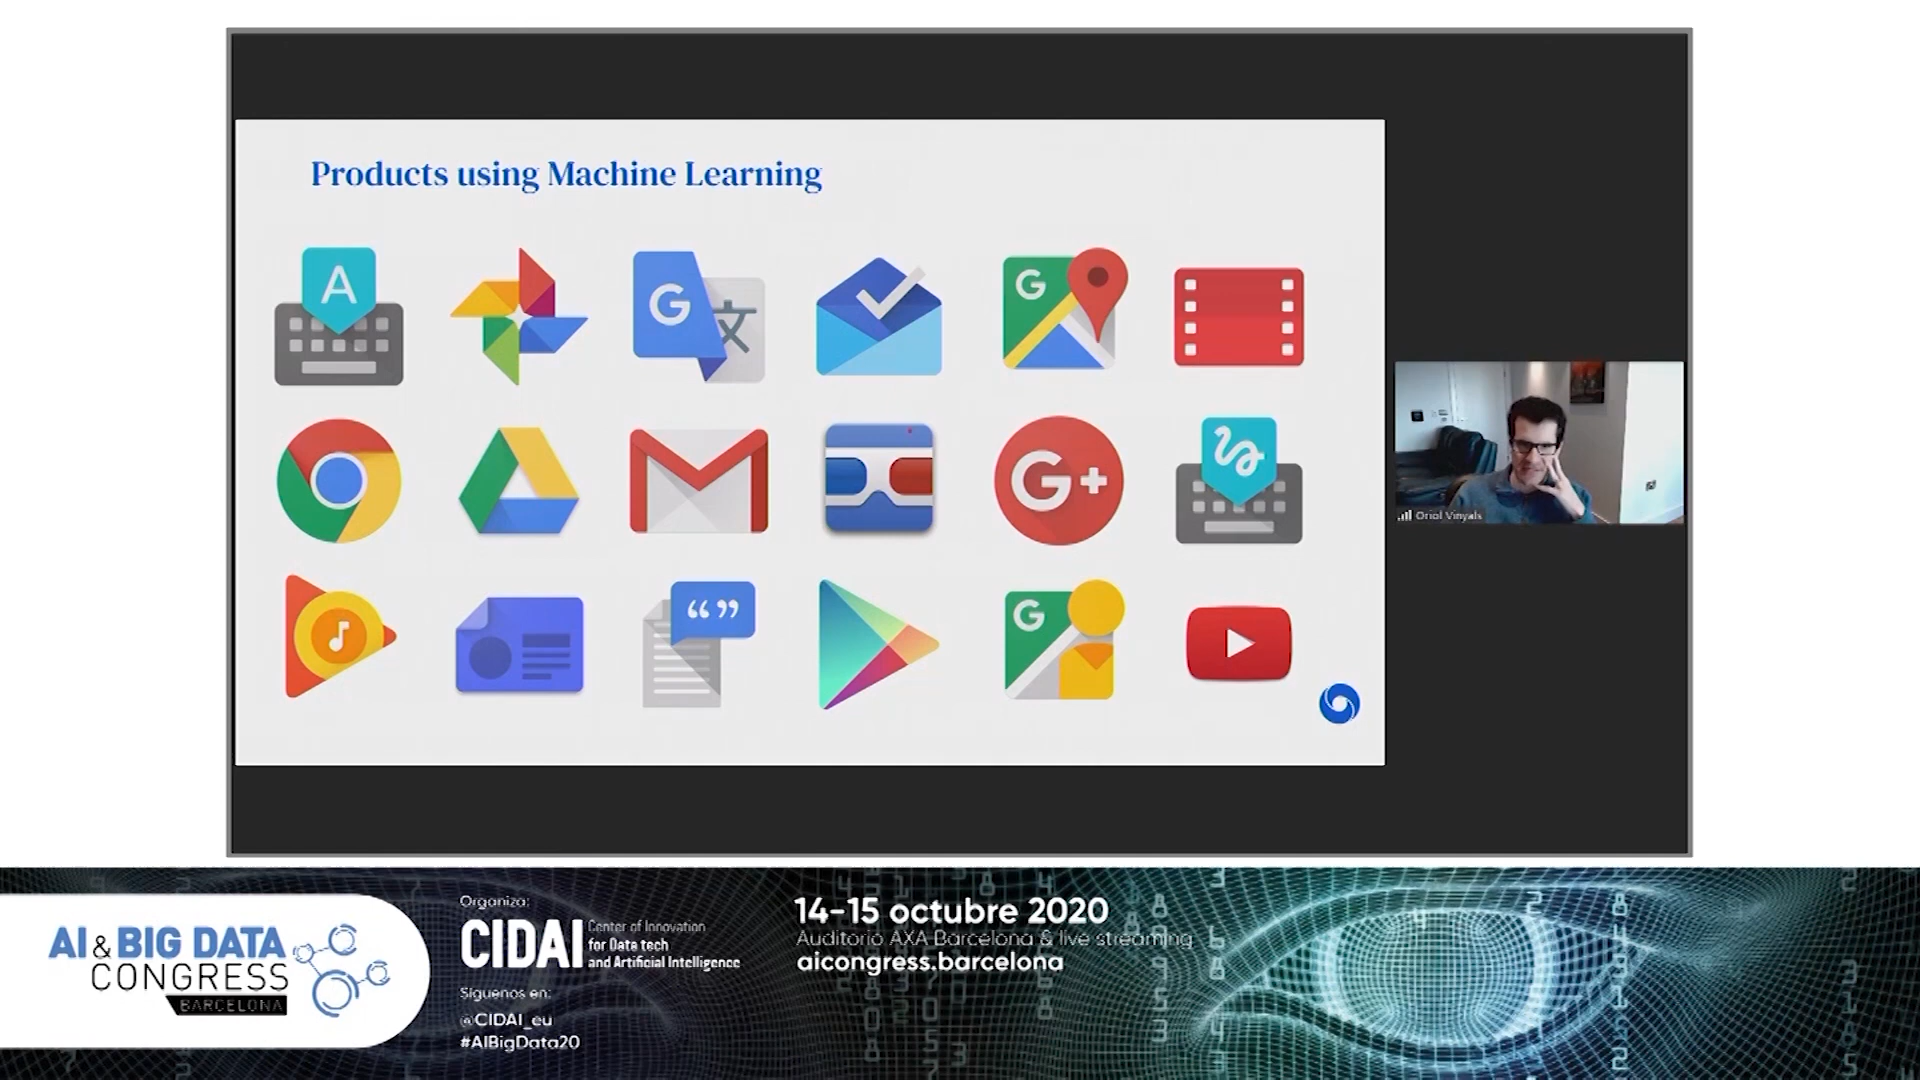 Products using Machine Learning
A
G
文
G
G+
“ ”
G
Oriol Vinyals
AI & BIG DATA
CONGRESS
BARCELONA
Organiza:
CIDAI
Center of Innovation
for Data tech
and Artificial Intelligence
Síguenos en:
@CIDAI_eu
#AIBigData20
14-15 octubre 2020
Auditorio AXA Barcelona & live streaming
aicongress.barcelona